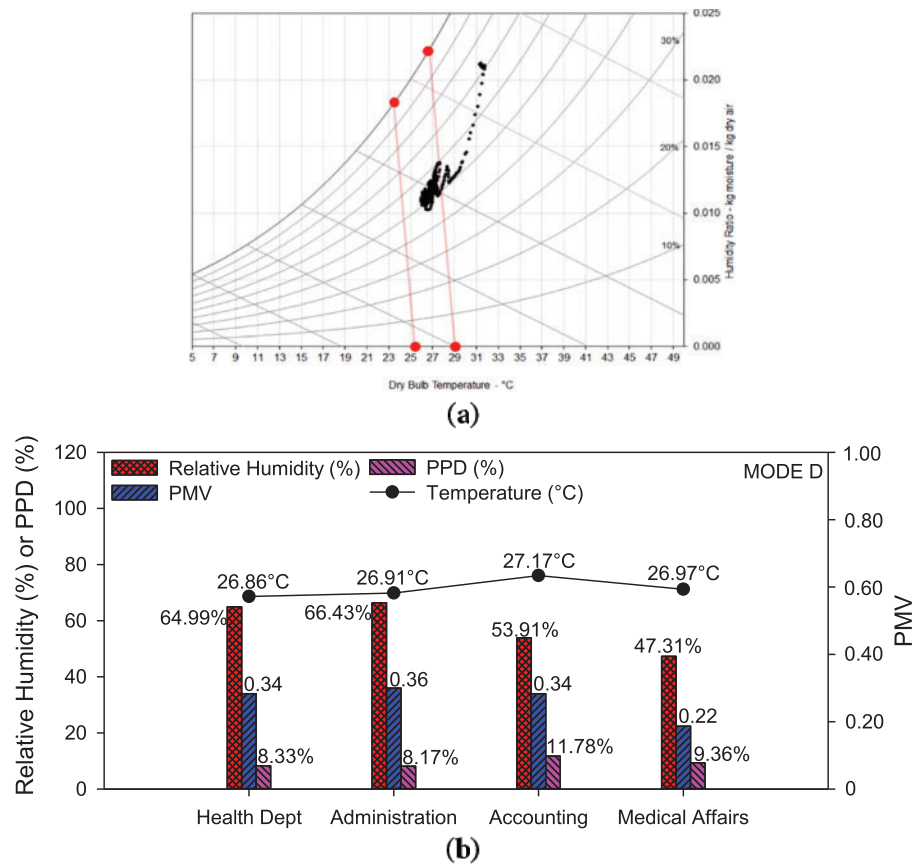 0.025
30%
0.020
0.015
20%
0.010
10%
0.005
0.000
Humidity Ratio - kg moisture / kg dry air
5 7 9 11 13 15 17 19 21 23 25 27 29 31 33 35 37 39 41 43 45 47 49
Dry Bulb Temperature - °C
(a)
Relative Humidity (%) or PPD (%)
120
100
80
60
40
20
0
Relative Humidity (%)
PPD (%)
PMV
Temperature (°C)
MODE D
1.00
0.80
0.60
0.40
0.20
0
PMV
26.86°C
26.91°C
27.17°C
26.97°C
64.99%
66.43%
53.91%
47.31%
0.34
0.36
0.34
0.22
8.33%
8.17%
11.78%
9.36%
Health Dept Administration Accounting Medical Affairs
(b)